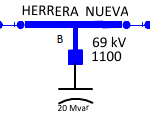 HERRERA NUEVA
B 69 kV
1100
20 Mvar